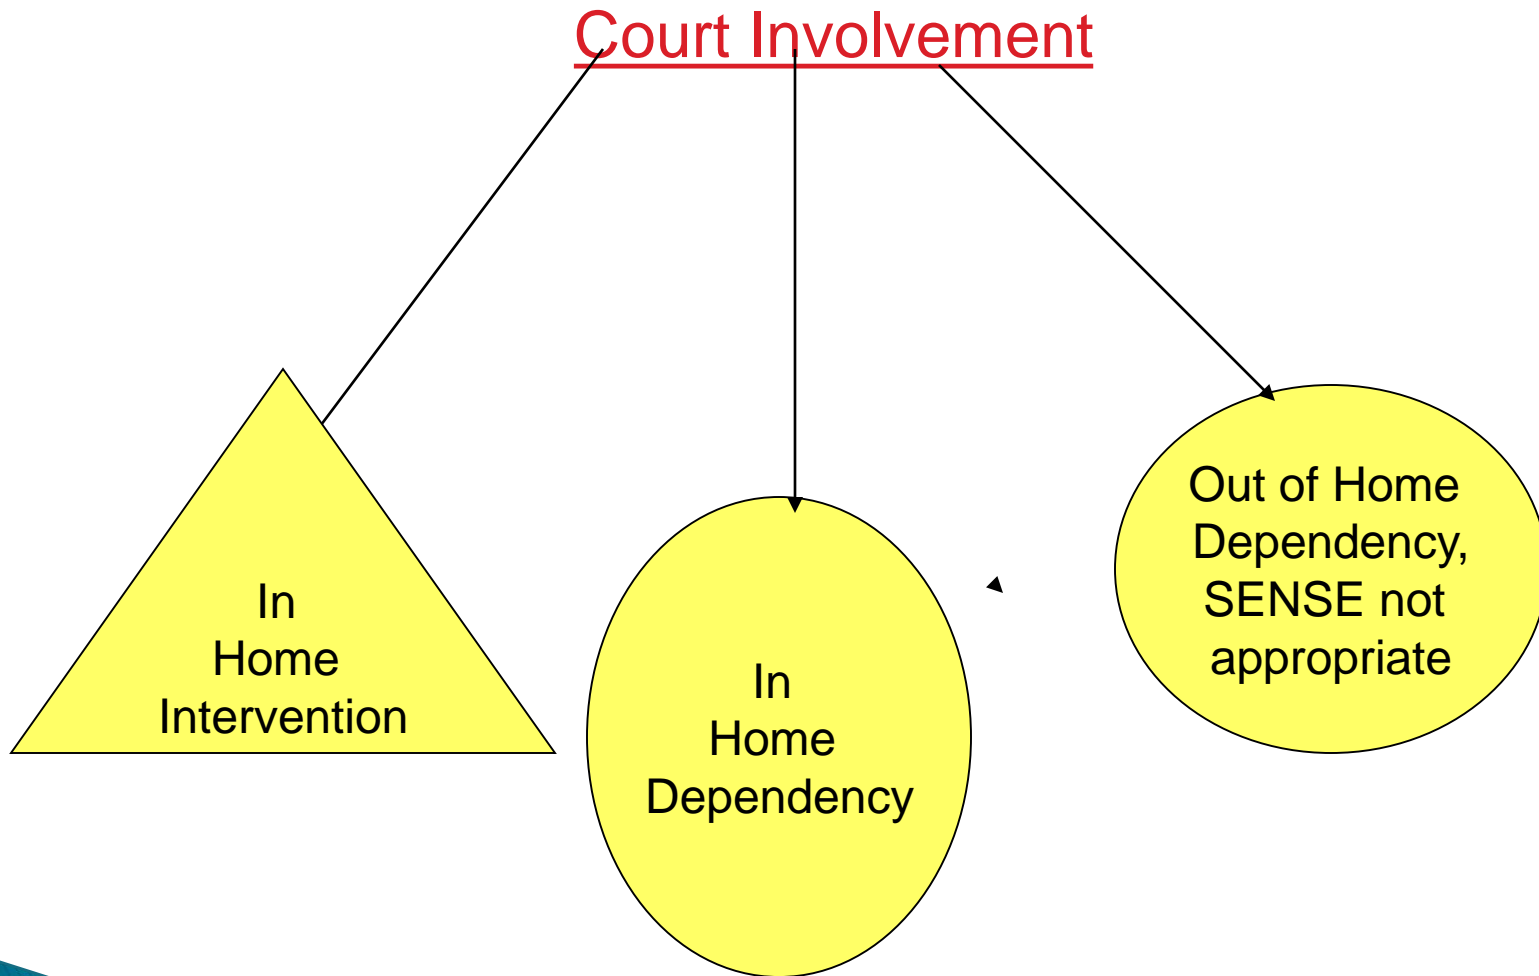 Court Involvement
In
Home
Intervention
In
Home
Dependency
Out of Home
Dependency,
SENSE not
appropriate